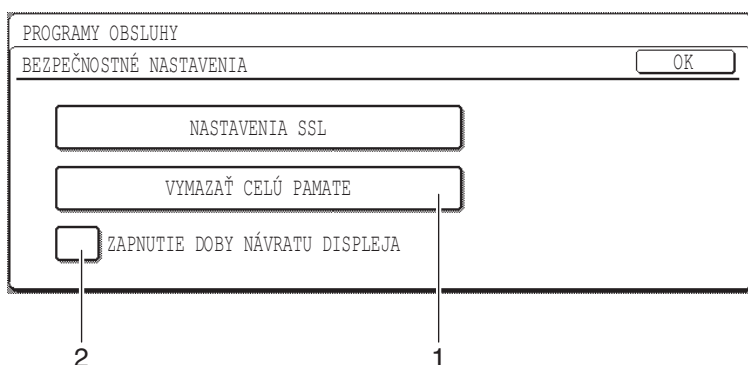 PROGRAMY OBSLUHY
BEZPEČNOSTNÉ NASTAVENIA OK
NASTAVENIA SSL
VYMAZAŤ CELÚ PAMATE
ZAPNUTIE DOBY NÁVRATU DISPLEJA
2 1